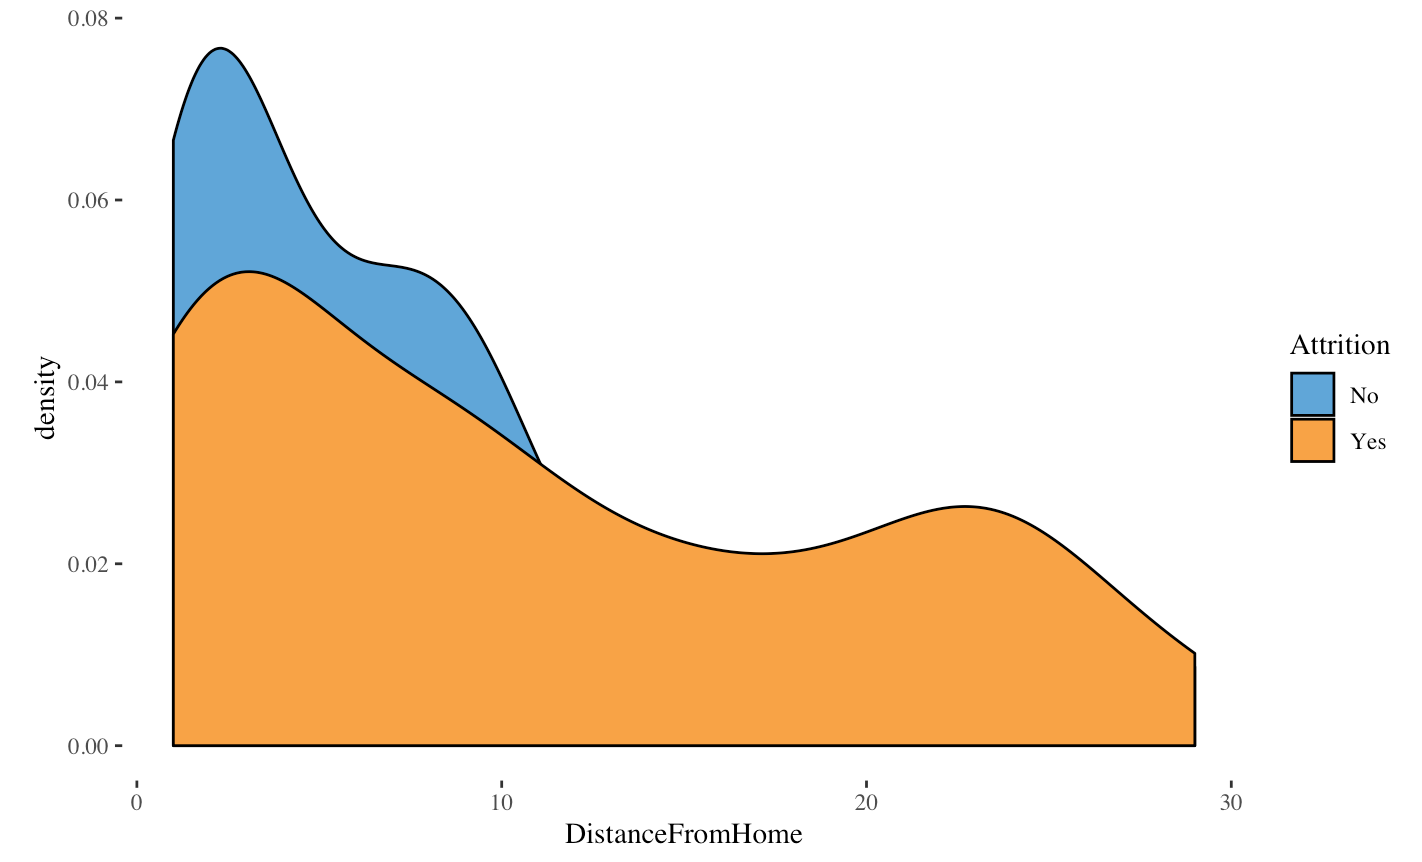 0.08
0.06
0.04
0.02
0.00
density
0 10 20 30
DistanceFromHome
Attrition
No
Yes